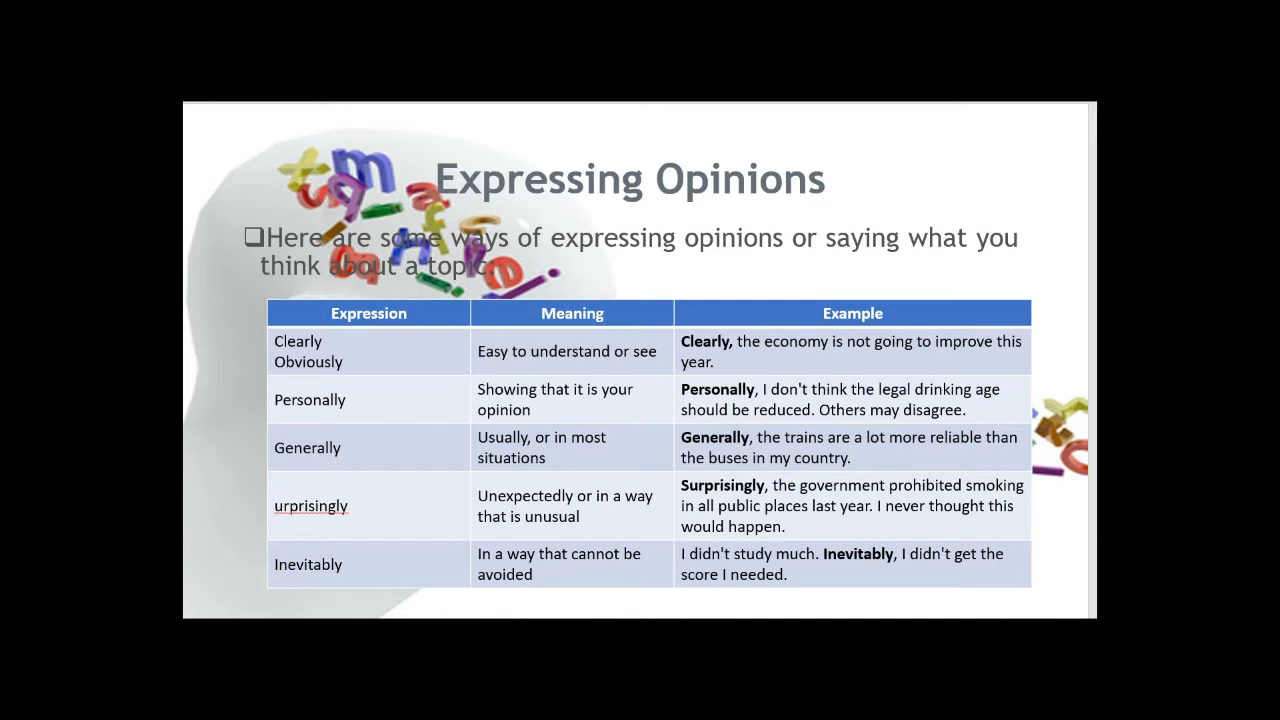 Expressing Opinions
❑Here are some ways of expressing opinions or saying what you
think about a topic:
Expression Meaning Example
Clearly
Obviously
Easy to understand or see
Clearly, the economy is not going to improve this
year.
Personally
Showing that it is your
opinion
Personally, I don't think the legal drinking age
should be reduced. Others may disagree.
Generally
Usually, or in most
situations
Generally, the trains are a lot more reliable than
the buses in my country.
urprisingly
Unexpectedly or in a way
that is unusual
Surprisingly, the government prohibited smoking
in all public places last year. I never thought this
would happen.
Inevitably
In a way that cannot be
avoided
I didn't study much. Inevitably, I didn't get the
score I needed.